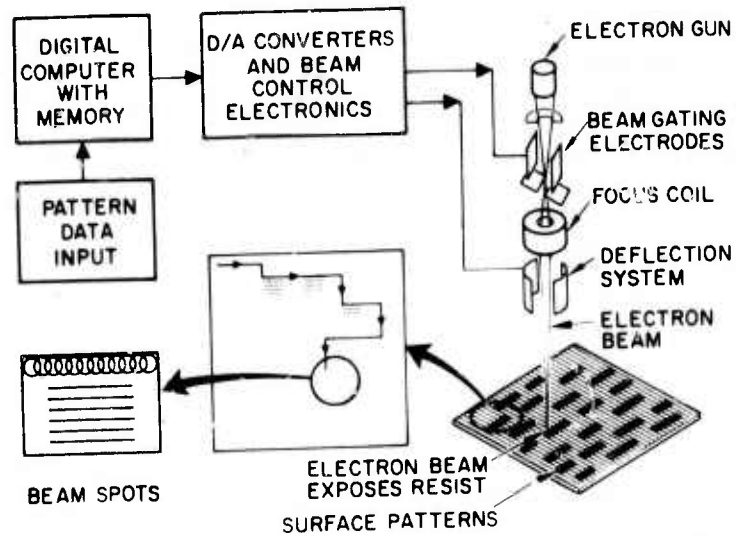 DIGITAL
COMPUTER
WITH
MEMORY
D/A CONVERTERS
AND BEAM
CONTROL
ELECTRONICS
ELECTRON GUN
BEAM GATING
ELECTRODES
FOCUS COIL
PATTERN
DATA
INPUT
DEFLECTION
SYSTEM
ELECTRON
BEAM
ELECTRON BEAM
EXPOSES RESIST
BEAM SPOTS
SURFACE PATTERNS